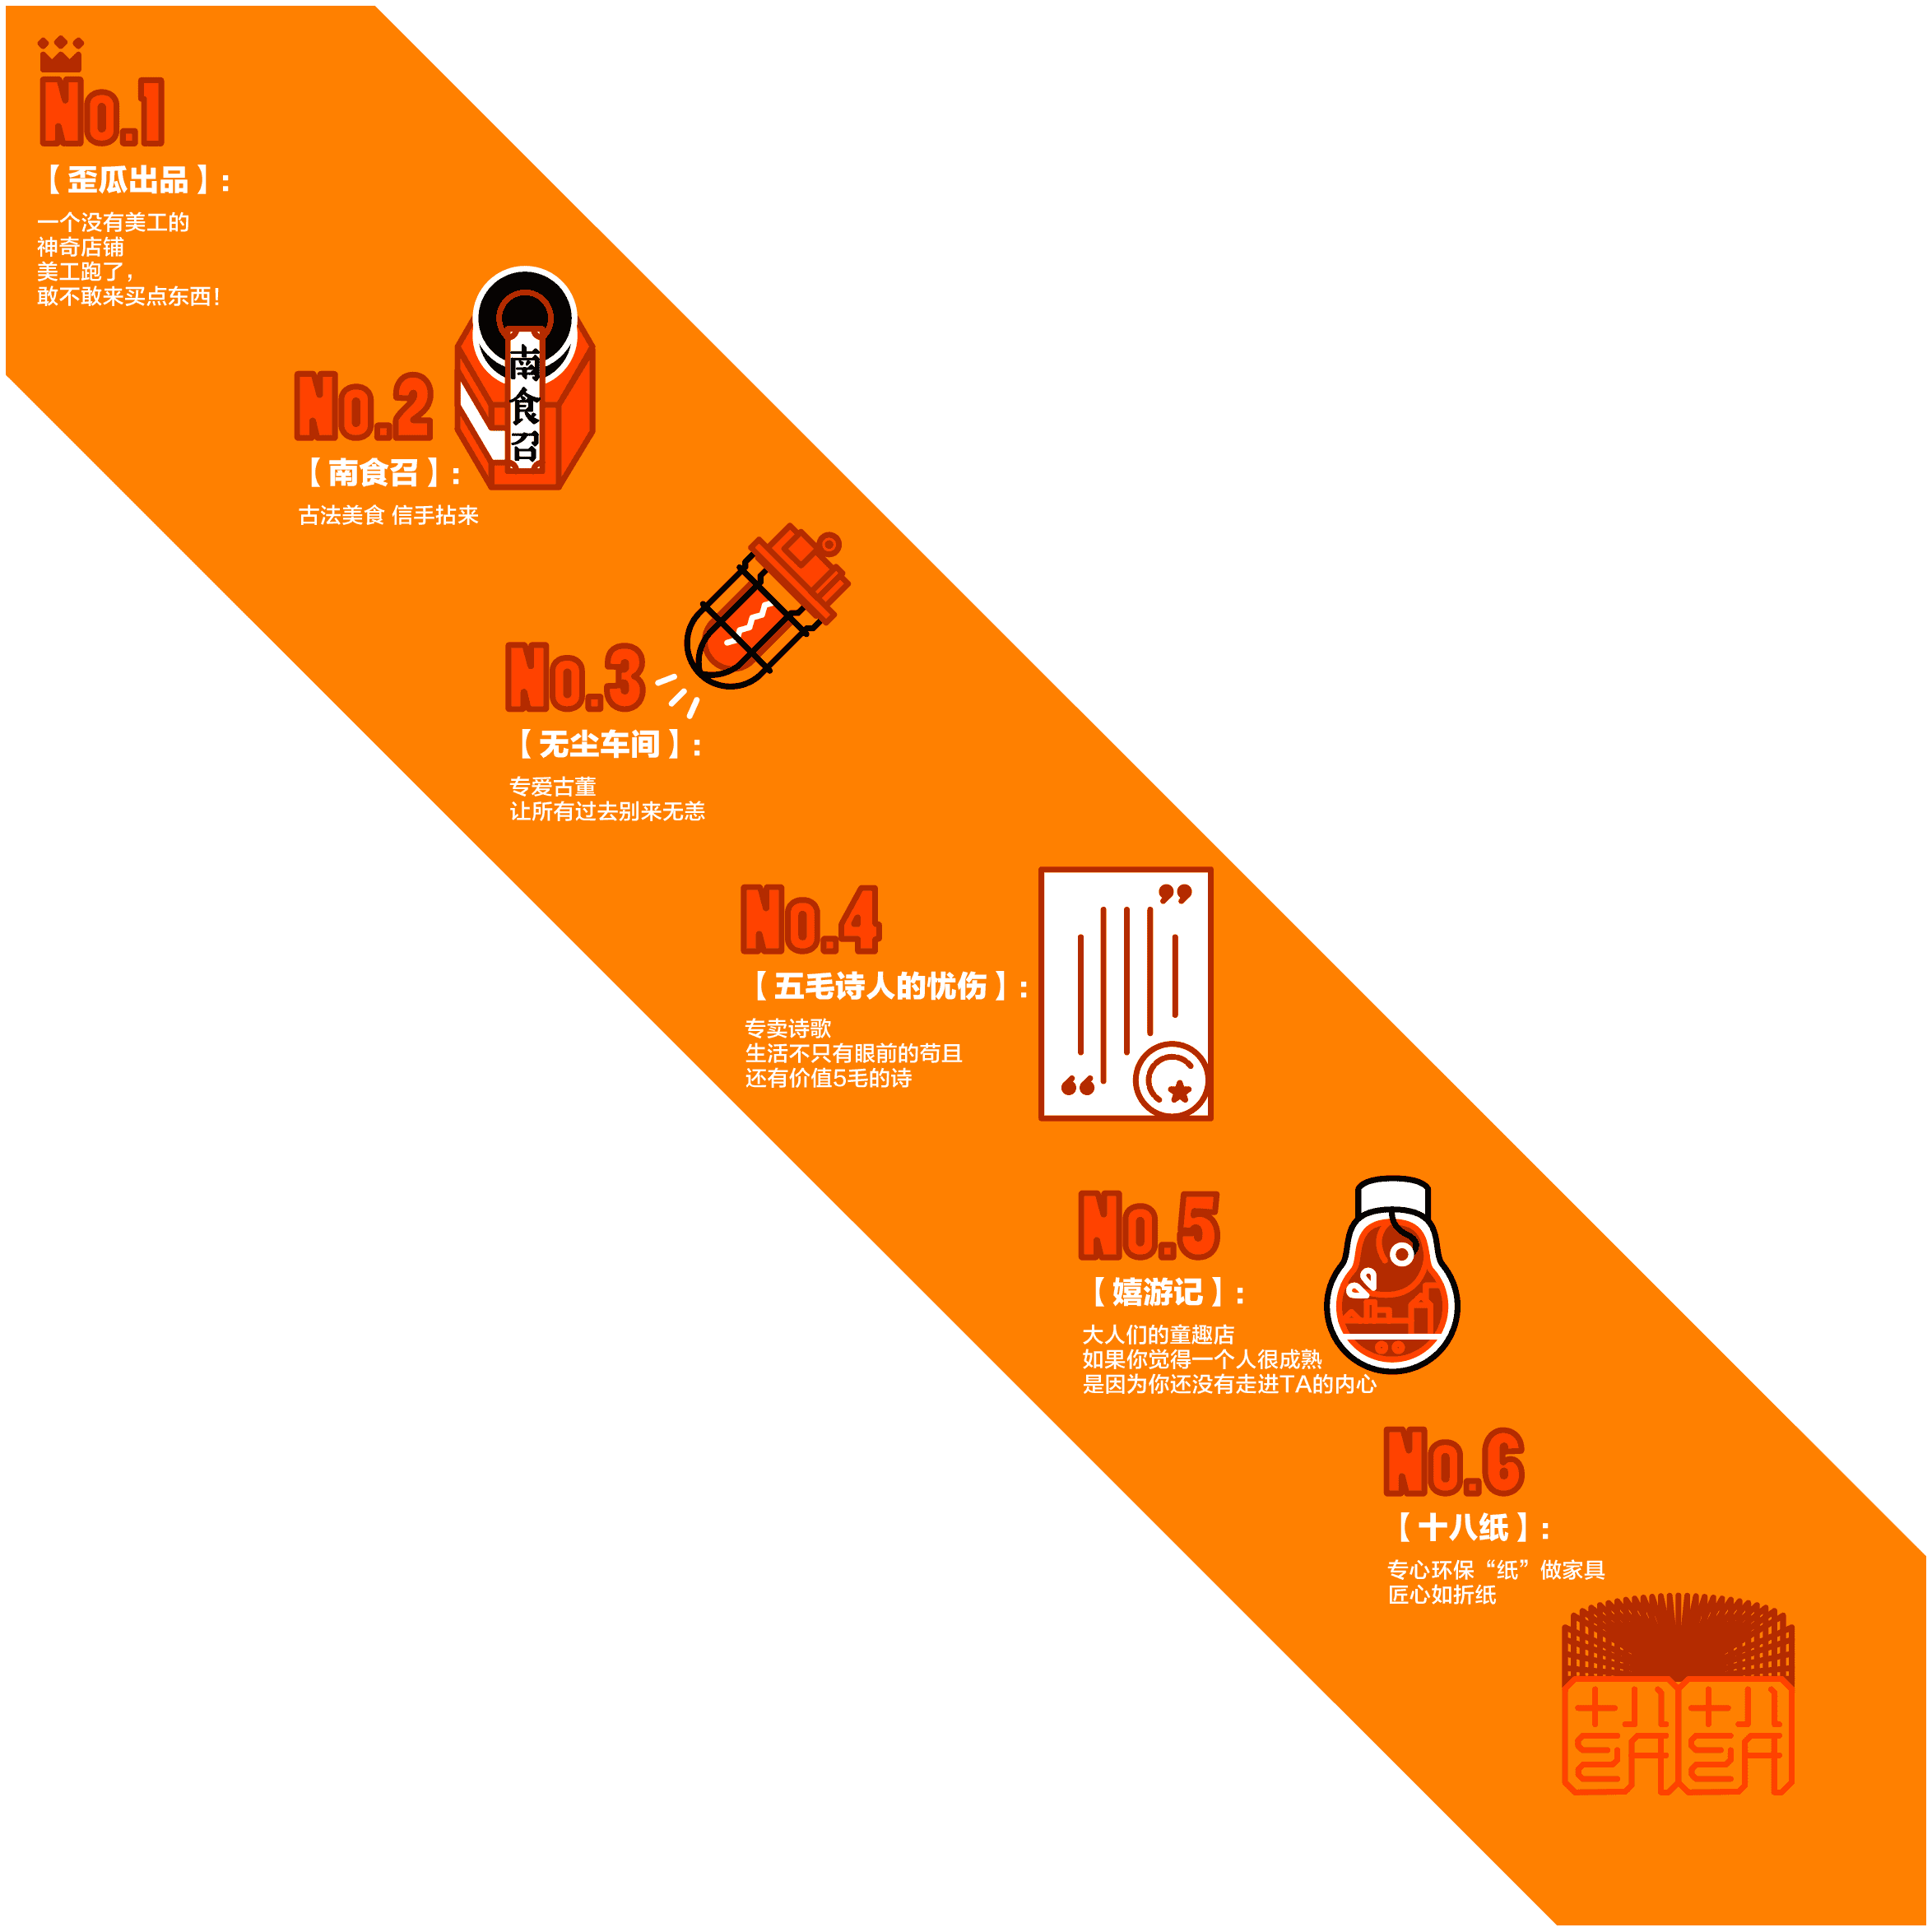 No.1
【歪瓜出品】:
一个没有美工的
神奇店铺
美工跑了，
敢不敢来买点东西！
南食召
No.2
【南食召】:
古法美食 信手拈来
No.3
【无尘车间】:
专爱古董
让所有过去别来无恙
No.4
【五毛诗人的忧伤】:
专卖诗歌
生活不只有眼前的苟且
还有价值5毛的诗
No.5
【嬉游记】:
大人们的童趣店
如果你觉得一个人很成熟
是因为你还没有走进TA的内心
No.6
【十八纸】:
专心环保“纸”做家具
匠心如折纸
十八 十八
纸 纸